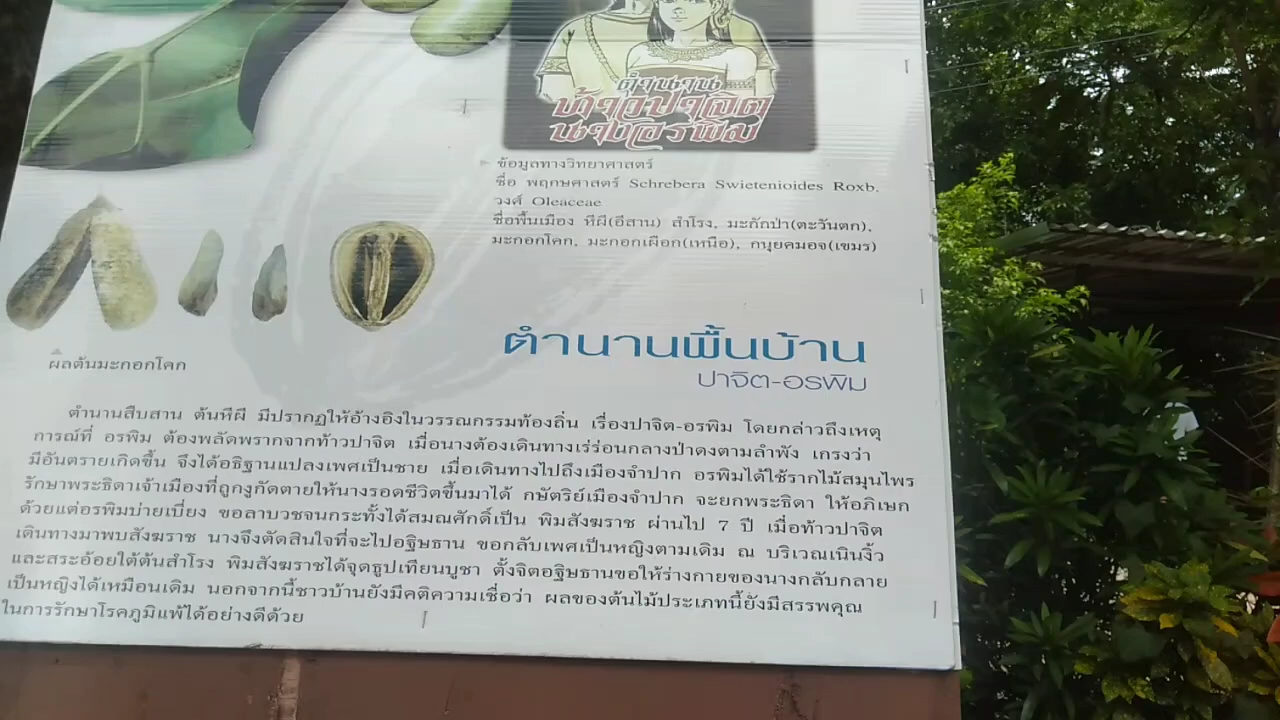 ตำนาน
ท้าวปาจิต
นางอรพิม
ข้อมูลทางวิทยาศาสตร์
ชื่อ พฤกษศาสตร์ Schrebera Swietenioides Roxb.
วงศ์ Oleaceae
ชื่อพื้นเมือง หีผี(อีสาน) สำโรง, มะกักป่า(ตะวันตก),
มะกอกโคก, มะกอกเผือก(เหนือ), กนุยคมอจ(เขมร)
ผลต้นมะกอกโคก
ตำนานพื้นบ้าน
ปาจิต-อรพิม
ตำนานสืบสาน ต้นหีผี มีปรากฏให้อ้างอิงในวรรณกรรมท้องถิ่น เรื่องปาจิต-อรพิม โดยกล่าวถึงเหตุ
การณ์ที่ อรพิม ต้องพลัดพรากจากท้าวปาจิต เมื่อนางต้องเดินทางเร่ร่อนกลางป่าดงตามลำพัง เกรงว่า
มีอันตรายเกิดขึ้น จึงได้อธิฐานแปลงเพศเป็นชาย เมื่อเดินทางไปถึงเมืองจำปาก อรพิมได้ใช้รากไม้สมุนไพร
รักษาพระธิดาเจ้าเมืองที่ถูกงูกัดตายให้นางรอดชีวิตขึ้นมาได้ กษัตริย์เมืองจำปาก จะยกพระธิดา ให้อภิเษก
ด้วยแต่อรพิมบ่ายเบี่ยง ขอลาบวชจนกระทั้งได้สมณศักดิ์เป็น พิมสังฆราช ผ่านไป 7 ปี เมื่อท้าวปาจิต
เดินทางมาพบสังฆราช นางจึงตัดสินใจที่จะไปอฐิษธาน ขอกลับเพศเป็นหญิงตามเดิม ณ บริเวณเนินงิ้ว
และสระอ้อยใต้ต้นสำโรง พิมสังฆราชได้จุดธูปเทียนบูชา ตั้งจิตอฐิษธานขอให้ร่างกายของนางกลับกลาย
เป็นหญิงได้เหมือนเดิม นอกจากนี้ชาวบ้านยังมีคติความเชื่อว่า ผลของต้นไม้ประเภทนี้ยังมีสรรพคุณ
ในการรักษาโรคภูมิแพ้ได้อย่างดีด้วย